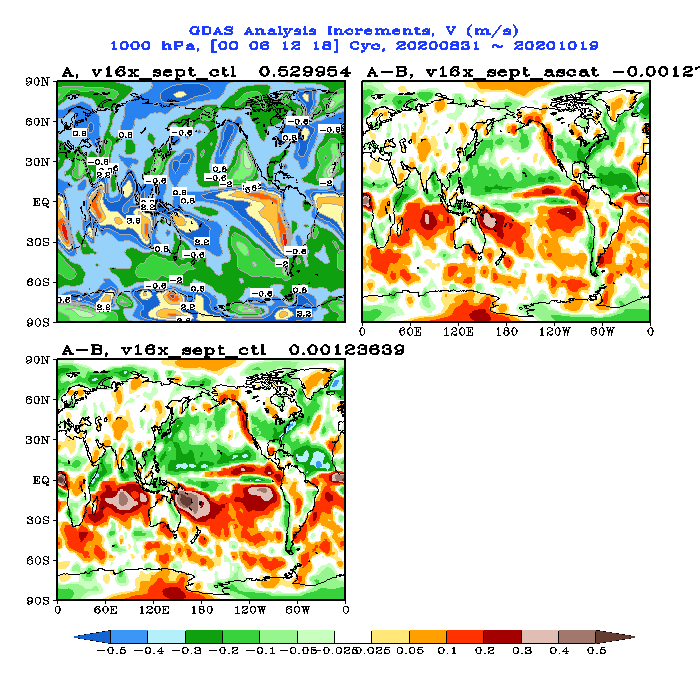 GDAS Analysis Increments, V (m/s)
1000 hPa, [00 06 12 18] Cyc, 20200831 ~ 20201019
A, v16x_sept_ctl 0.529954
A-B, v16x_sept_ascat -0.0012
90N
60N
30N
EQ
30S
60S
90S
0 60E 120E 180 120W 60W 0
A-B, v16x_sept_ctl 0.00123639
90N
60N
30N
EQ
30S
60S
90S
0 60E 120E 180 120W 60W 0
-0.5 -0.4 -0.3 -0.2 -0.1 -0.05 -0.025 0.025 0.05 0.1 0.2 0.3 0.4 0.5